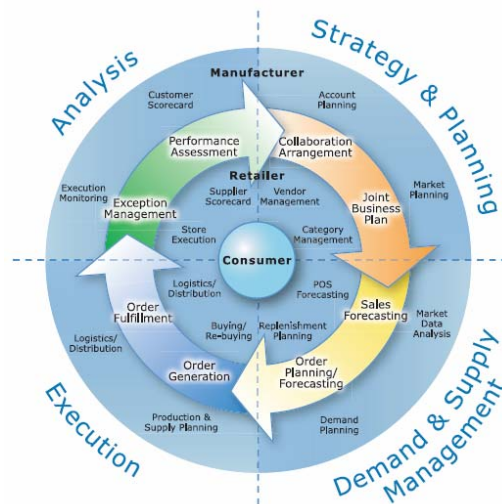 Analysis
Strategy & Planning
Manufacturer
Customer
Scorecard
Account
Planning
Performance
Assessment
Collaboration
Arrangement
Retailer
Execution
Monitoring
Exception
Management
Supplier
Scorecard
Vendor
Management
Joint
Business
Plan
Market
Planning
Store
Execution
Category
Management
Consumer
Logistics/
Distribution
POS
Forecasting
Order
Fulfillment
Sales
Forecasting
Logistics/
Distribution
Buying/
Re-buying
Replenishment
Planning
Market
Data
Analysis
Order
Generation
Order
Planning/
Forecasting
Production &
Supply Planning
Demand
Planning
Execution
Demand & Supply
Management